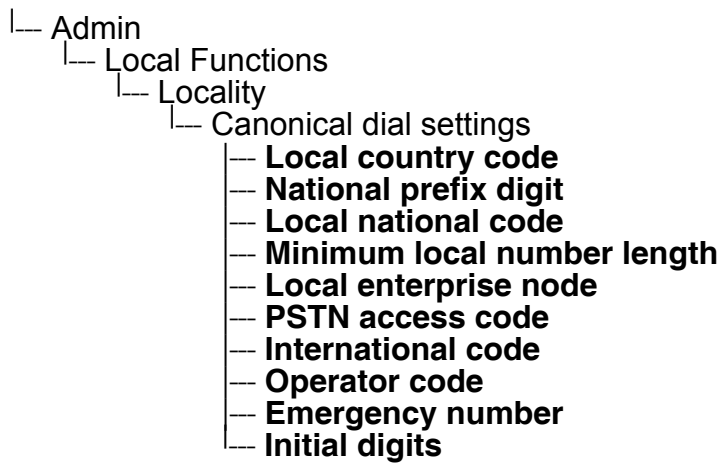 Admin
Local Functions
Locality
Canonical dial settings
Local country code
National prefix digit
Local national code
Minimum local number length
Local enterprise node
PSTN access code
International code
Operator code
Emergency number
Initial digits